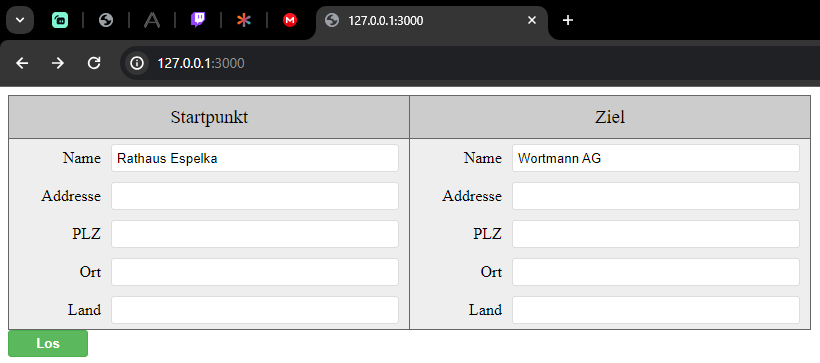 127.0.0.1:3000
127.0.0.1:3000
Startpunkt Ziel
Name Rathaus Espelka Name Wortmann AG
Addresse Addresse
PLZ PLZ
Ort Ort
Land Land
Los